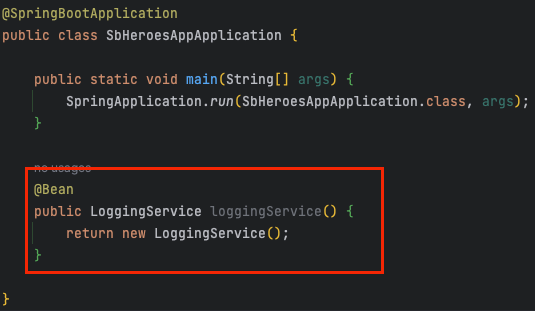 @SpringBootApplication
public class SbHeroesAppApplication {
public static void main(String[] args) {
SpringApplication.run(SbHeroesAppApplication.class, args);
}
no usages
@Bean
public LoggingService loggingService() {
return new LoggingService();
}
}